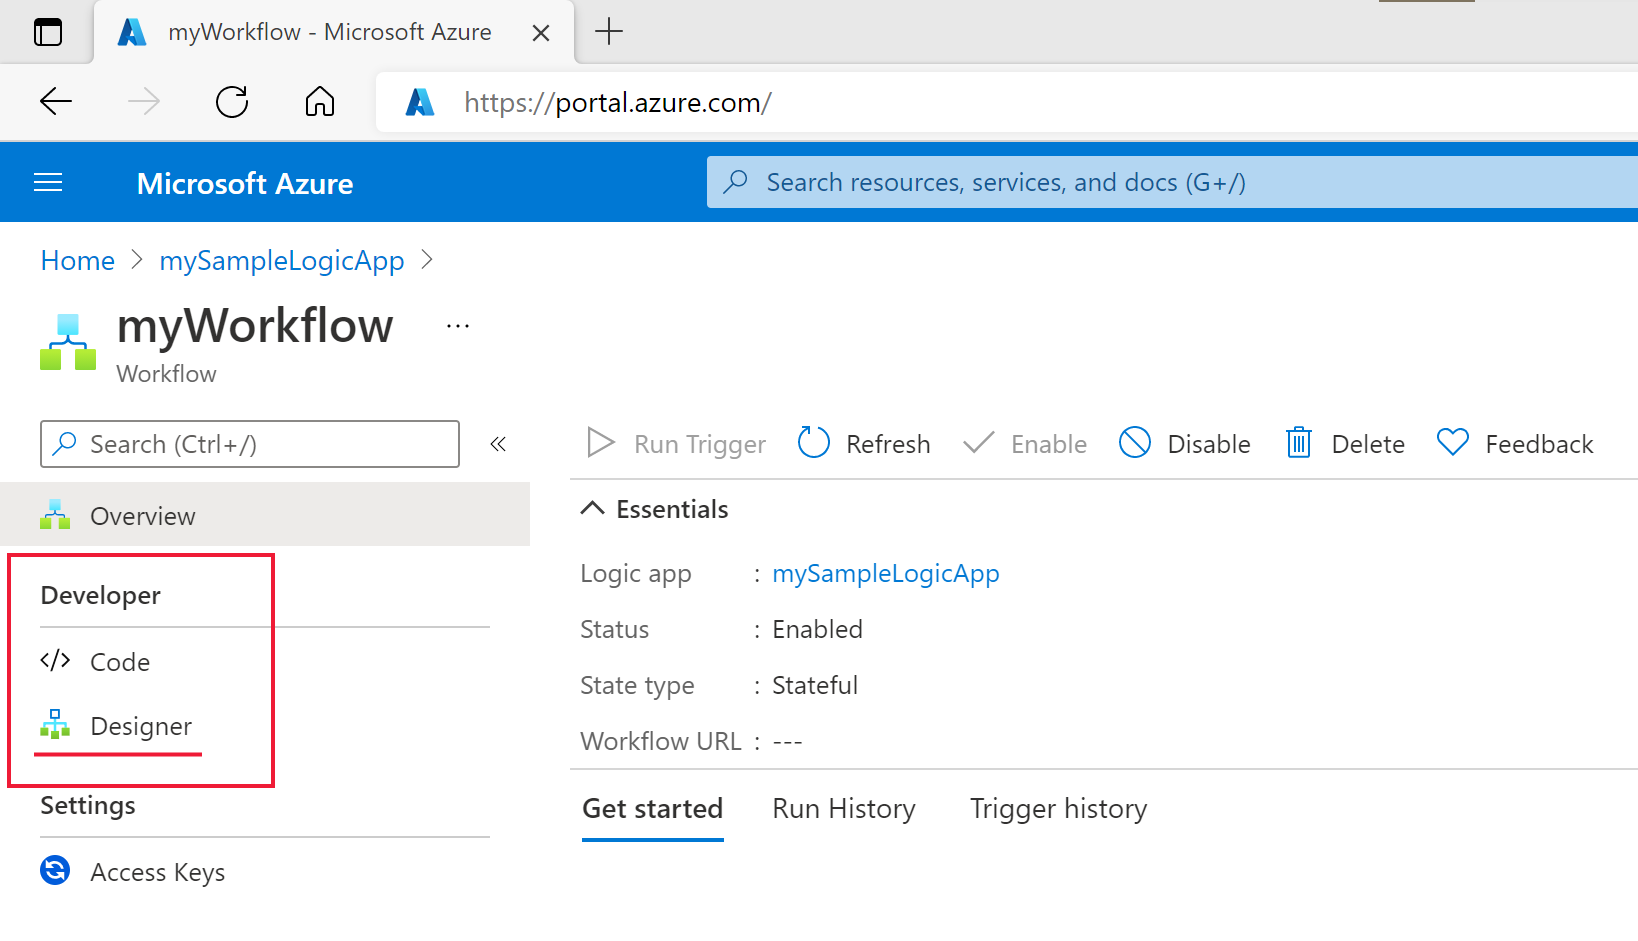 myWorkflow - Microsoft Azure
https://portal.azure.com/
Microsoft Azure
Search resources, services, and docs (G+/)
Home > mySampleLogicApp >
myWorkflow ...
Workflow
Search (Ctrl+/) «
Run Trigger Refresh Enable Disable Delete Feedback
Overview
Developer
</> Code
Designer
Settings
Access Keys
Essentials
Logic app : mySampleLogicApp
Status : Enabled
State type : Stateful
Workflow URL : ---
Get started Run History Trigger history